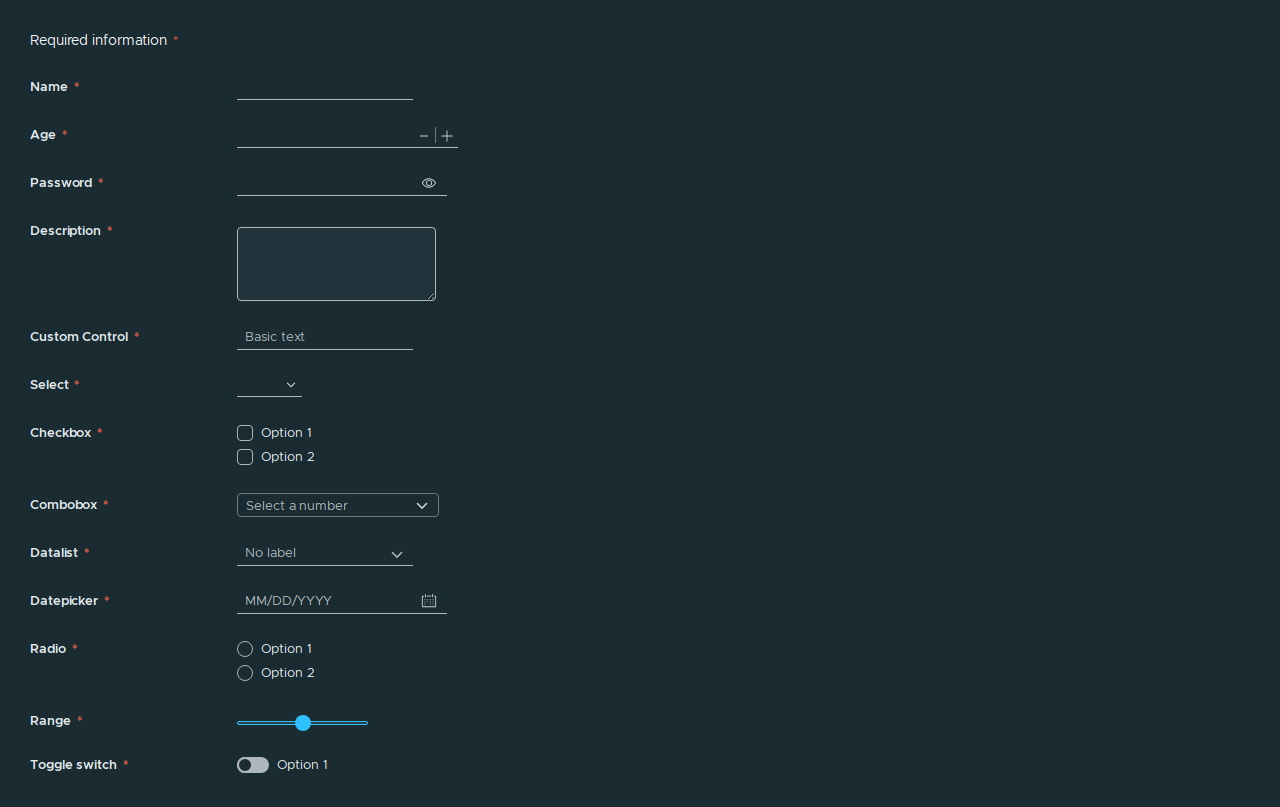 Required information *
Name *
Age *
Password *
Description *
Custom Control * Basic text
Select *
Checkbox * Option 1
Option 2
Combobox * Select a number
Datalist * No label
Datepicker * MM/DD/YYYY
Radio * Option 1
Option 2
Range *
Toggle switch * Option 1